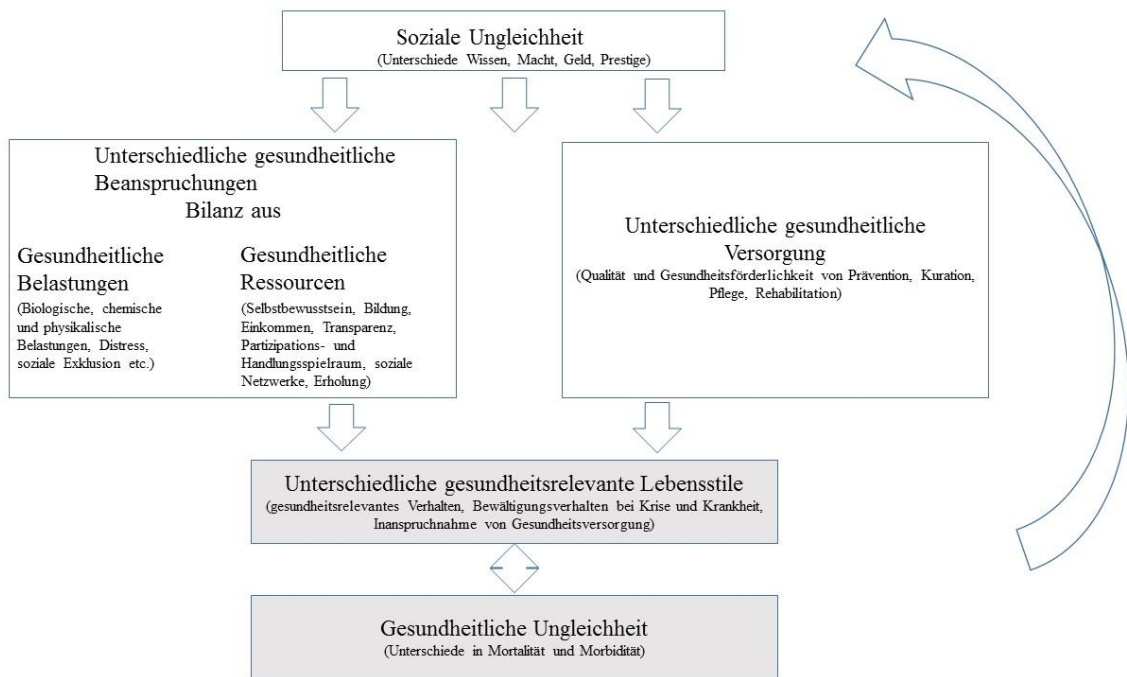 Soziale Ungleichheit
(Unterschiede Wissen, Macht, Geld, Prestige)
Unterschiedliche gesundheitliche
Beanspruchungen
Bilanz aus
Gesundheitliche
Belastungen
(Biologische, chemische
und physikalische
Belastungen, Distress,
soziale Exklusion etc.)
Gesundheitliche
Ressourcen
(Selbstbewusstsein, Bildung,
Einkommen, Transparenz,
Partizipations- und
Handlungsspielraum, soziale
Netzwerke, Erholung)
Unterschiedliche gesundheitliche
Versorgung
(Qualität und Gesundheitsförderlichkeit von Prävention, Kuration,
Pflege, Rehabilitation)
Unterschiedliche gesundheitsrelevante Lebensstile
(gesundheitsrelevantes Verhalten, Bewältigungsverhalten bei Krise und Krankheit,
Inanspruchnahme von Gesundheitsversorgung)
Gesundheitliche Ungleichheit
(Unterschiede in Mortalität und Morbidität)